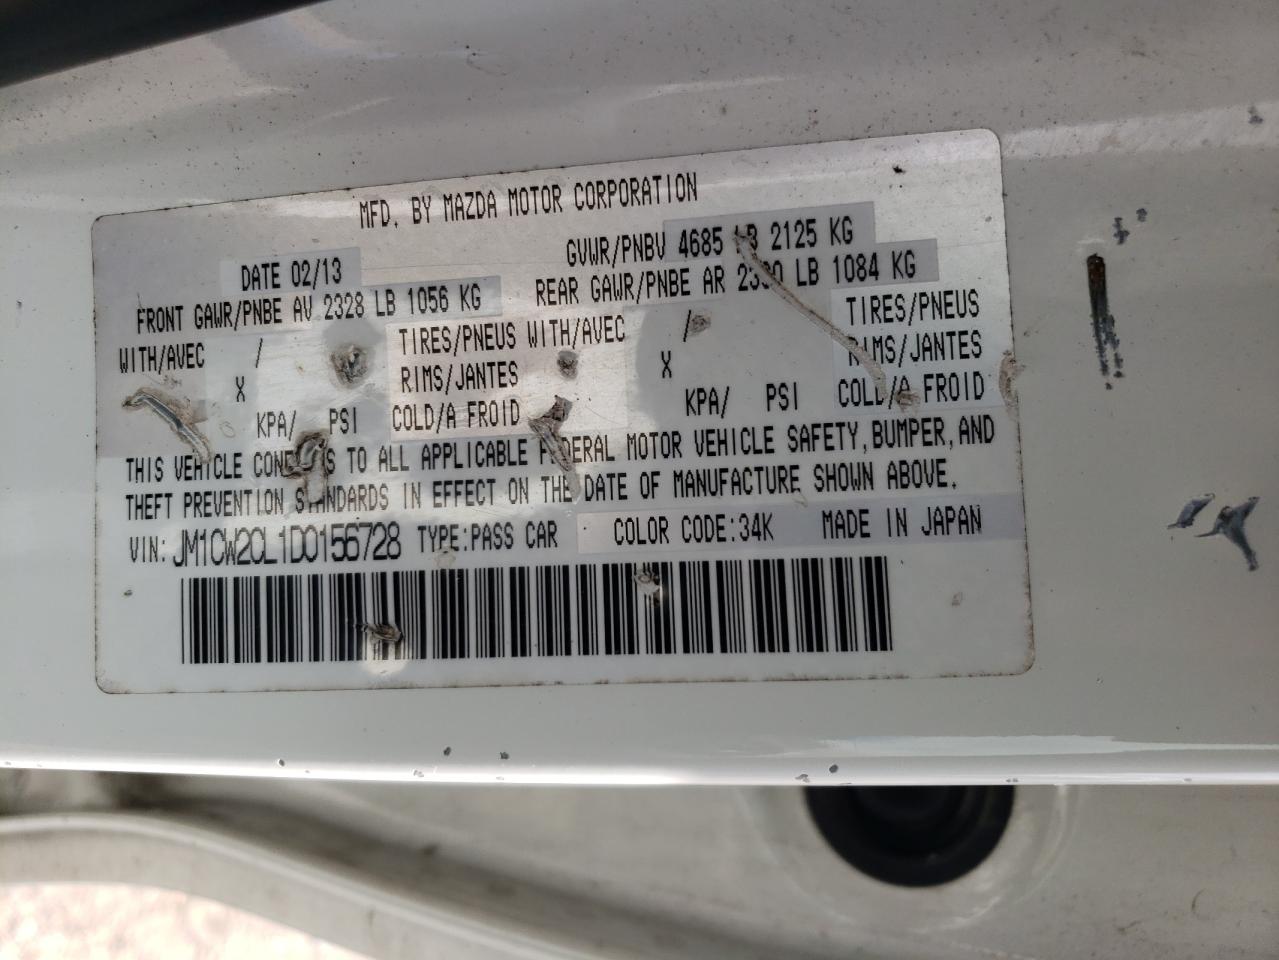 MFD. BY MAZDA MOTOR CORPORATION
DATE 02/13 GVWR/PNBV 4685 LB 2125 KG
FRONT GAWR/PNBE AV 2328 LB 1056 KG REAR GAWR/PNBE AR LB 1084 KG
WITH/AVEC / TIRES/PNEUS WITH/AVEC / TIRES/PNEUS
X RIMS/JANTES X RIMS/JANTES
KPA/ PSI COLD/A FROID KPA/ PSI COLD/A FROID
THIS VEHICLE CONFORMS TO ALL APPLICABLE FEDERAL MOTOR VEHICLE SAFETY, BUMPER, AND
THEFT PREVENTION STANDARDS IN EFFECT ON THE DATE OF MANUFACTURE SHOWN ABOVE.
VIN: JM1CW2CL1D0156728 TYPE:PASS CAR COLOR CODE:34K MADE IN JAPAN